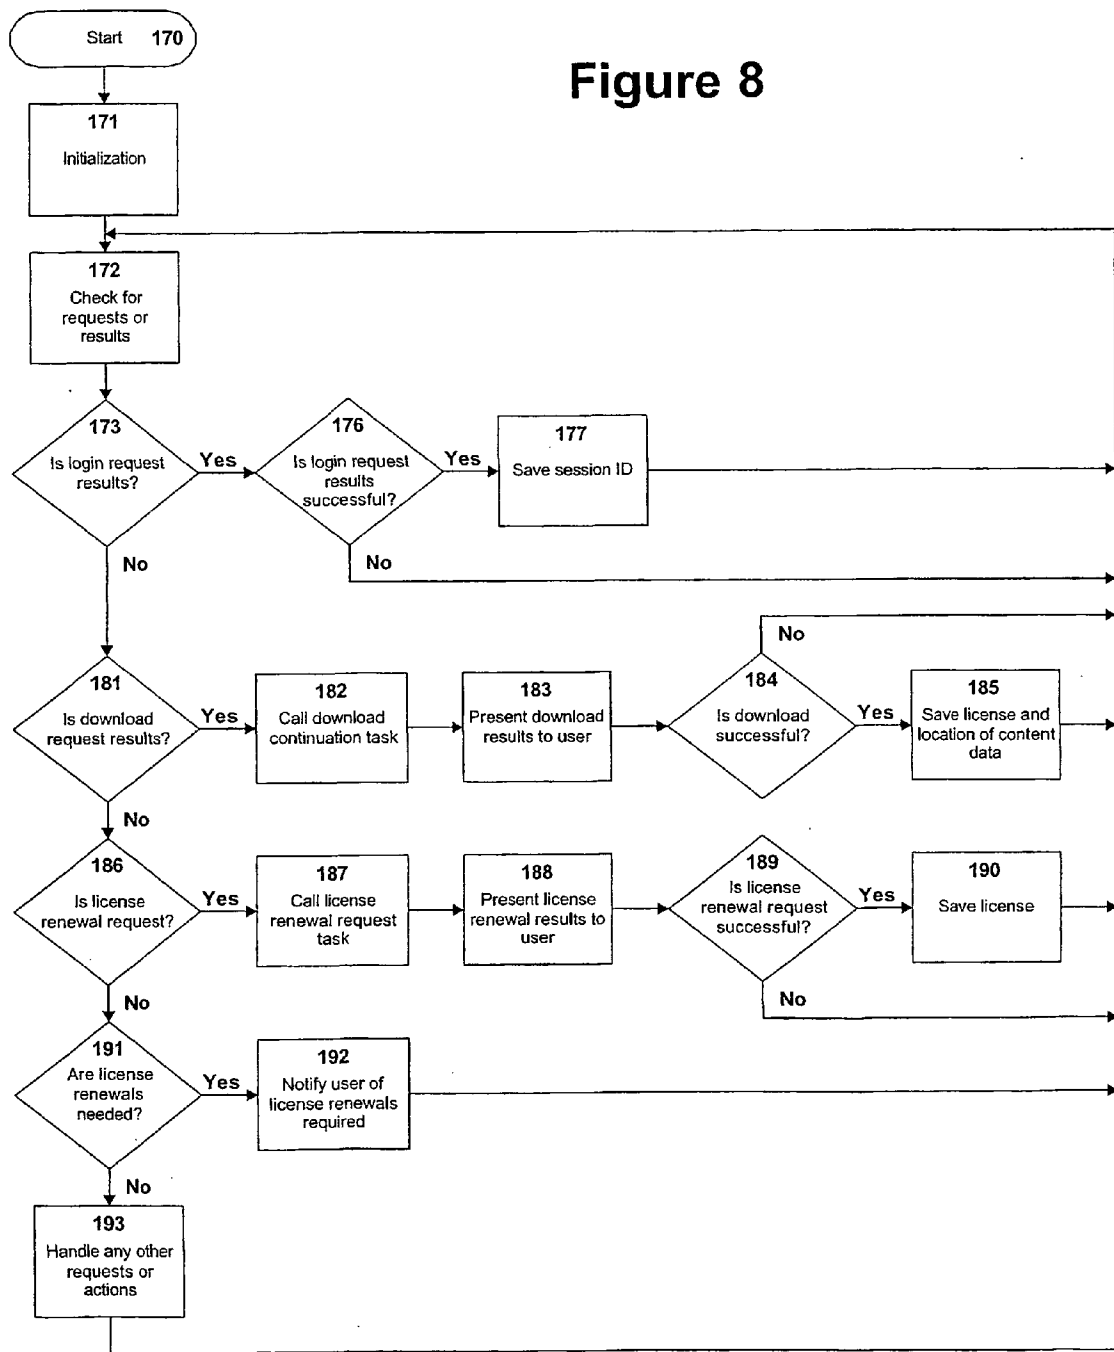 Start 170
Figure 8
171
Initialization
172
Check for
requests or
results
173
Is login request
results?
Yes
176
Is login request
results
successful?
Yes
177
Save session ID
No
No
No
181
Is download
request results?
Yes
182
Call download
continuation task
183
Present download
results to user
184
Is download
successful?
Yes
185
Save license and
location of content
data
No
186
Is license
renewal request?
Yes
187
Call license
renewal request
task
188
Present license
renewal results to
user
189
Is license
renewal request
successful?
Yes
190
Save license
No
No
191
Are license
renewals
needed?
Yes
192
Notify user of
license renewals
required
No
193
Handle any other
requests or
actions